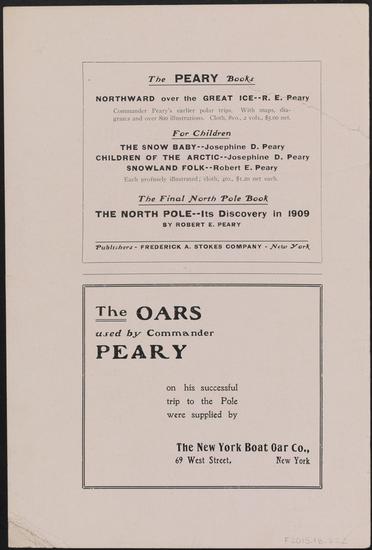 The PEARY Books
NORTHWARD over the GREAT ICE--R. E. Peary
Commander Peary's earlier polar trips. With maps, dia-
grams and over 800 illustrations. Cloth, 8vo., 2 vols., $5.00 net.
For Children
THE SNOW BABY--Josephine D. Peary
CHILDREN OF THE ARCTIC--Josephine D. Peary
SNOWLAND FOLK--Robert E. Peary
Each profusely illustrated; cloth, 4to., $1.20 net each.
The Final North Pole Book
THE NORTH POLE--Its Discovery in 1909
BY ROBERT E. PEARY
Publishers - FREDERICK A. STOKES COMPANY - New York
The OARS
used by Commander
PEARY
on his successful
trip to the Pole
were supplied by
The New York Boat Oar Co.,
69 West Street, New York